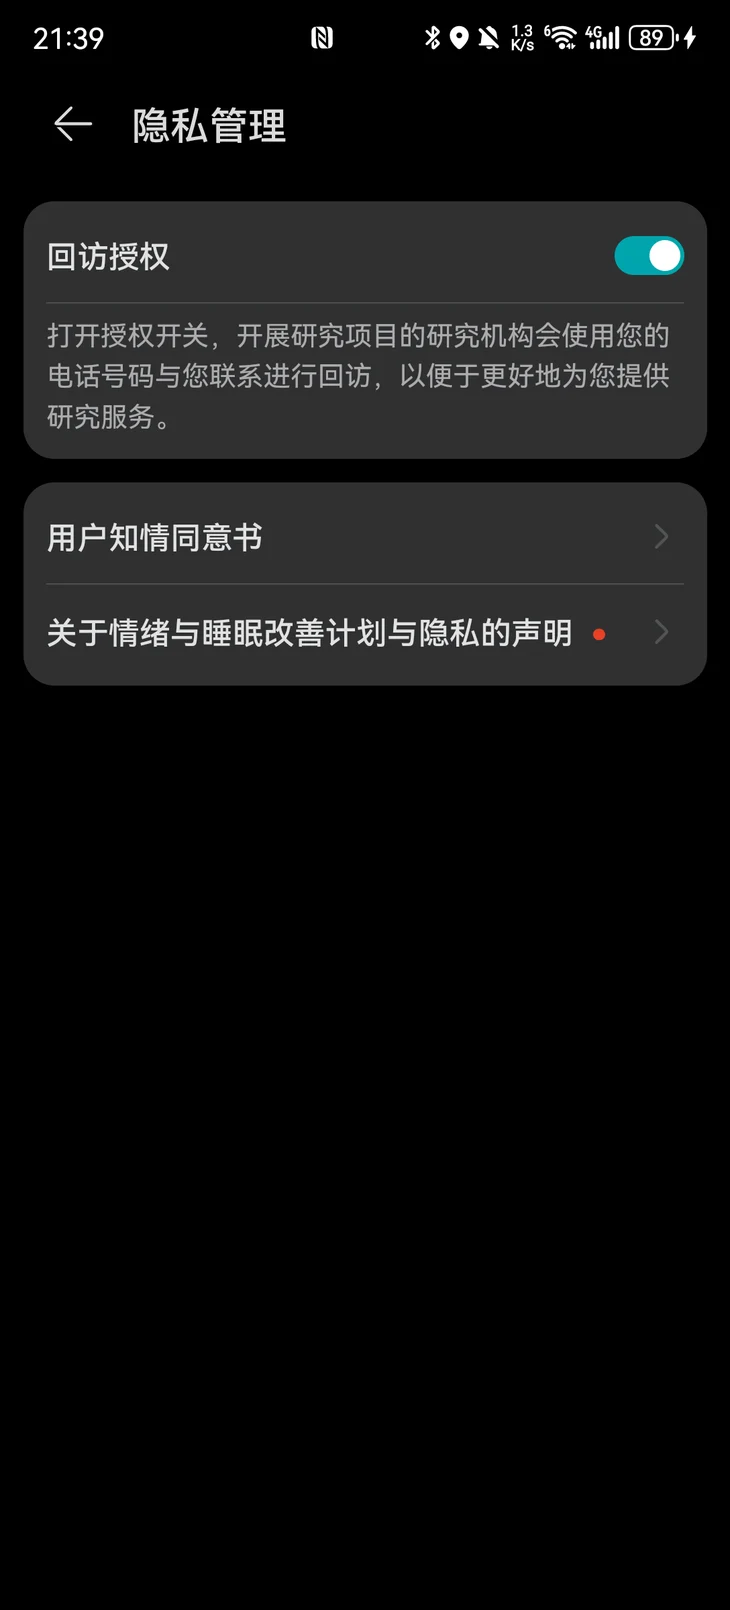 21:39
1.3
K/s
6
4G
89
隐私管理
回访授权
打开授权开关，开展研究项目的研究机构会使用您的
电话号码与您联系进行回访，以便于更好地为您提供
研究服务。
用户知情同意书
关于情绪与睡眠改善计划与隐私的声明